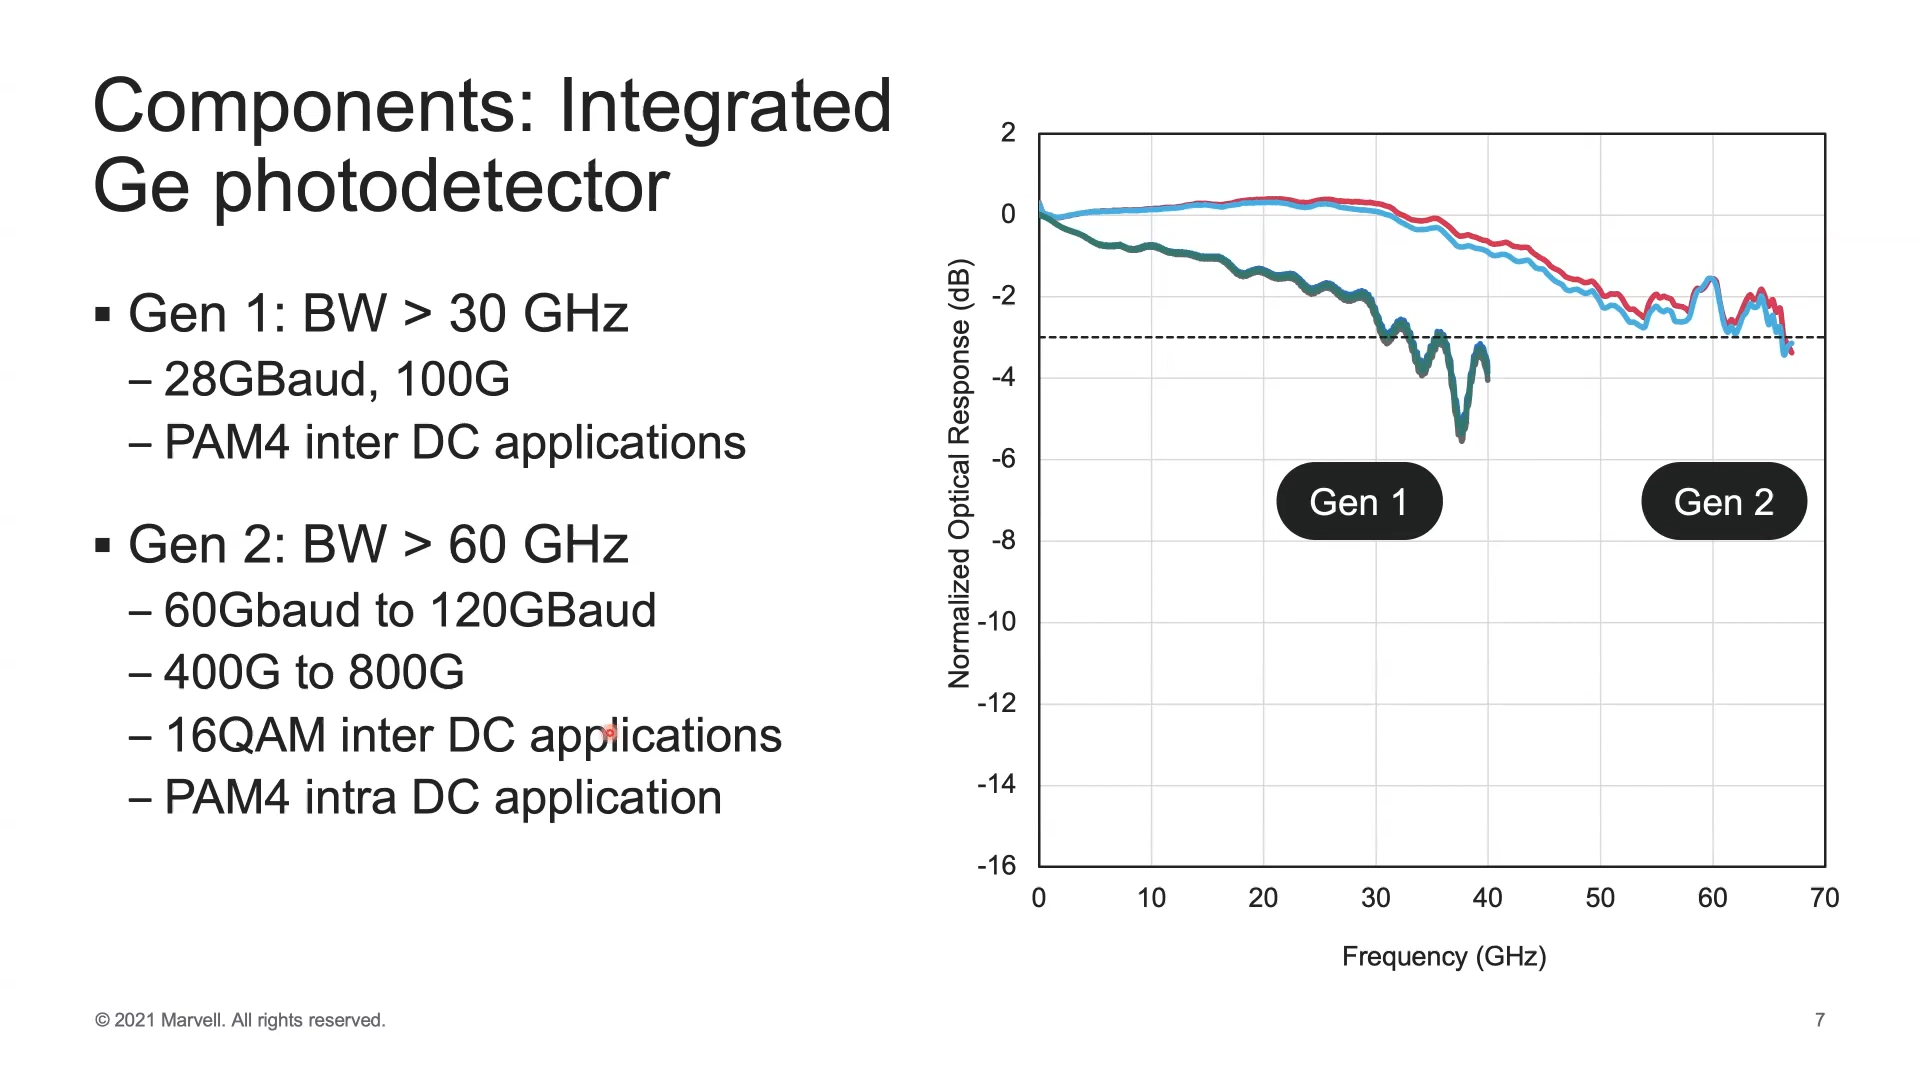 Components: Integrated
Ge photodetector
▪ Gen 1: BW > 30 GHz
– 28GBaud, 100G
– PAM4 inter DC applications
▪ Gen 2: BW > 60 GHz
– 60Gbaud to 120GBaud
– 400G to 800G
– 16QAM inter DC applications
– PAM4 intra DC application
Normalized Optical Response (dB)
2
0
-2
-4
-6
-8
-10
-12
-14
-16
Gen 1
Gen 2
0 10 20 30 40 50 60 70
Frequency (GHz)
© 2021 Marvell. All rights reserved.
7